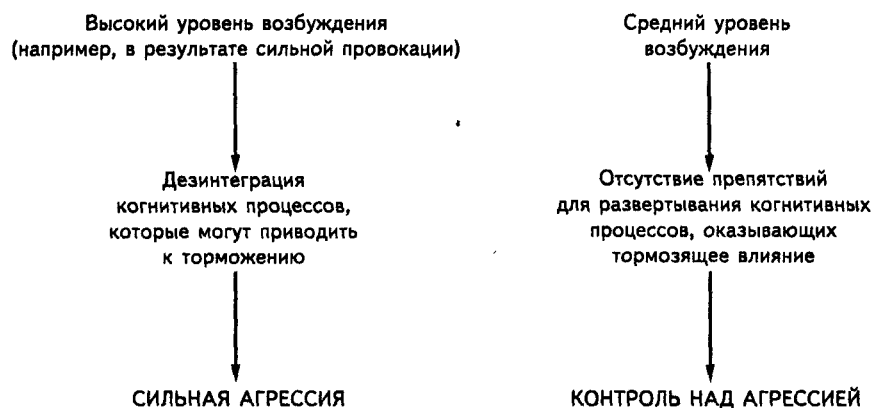 Высокий уровень возбуждения
(например, в результате сильной провокации)
Дезинтеграция
когнитивных процессов,
которые могут приводить
к торможению
СИЛЬНАЯ АГРЕССИЯ
Средний уровень
возбуждения
Отсутствие препятствий
для развертывания когнитивных
процессов, оказывающих
тормозящее влияние
КОНТРОЛЬ НАД АГРЕССИЕЙ